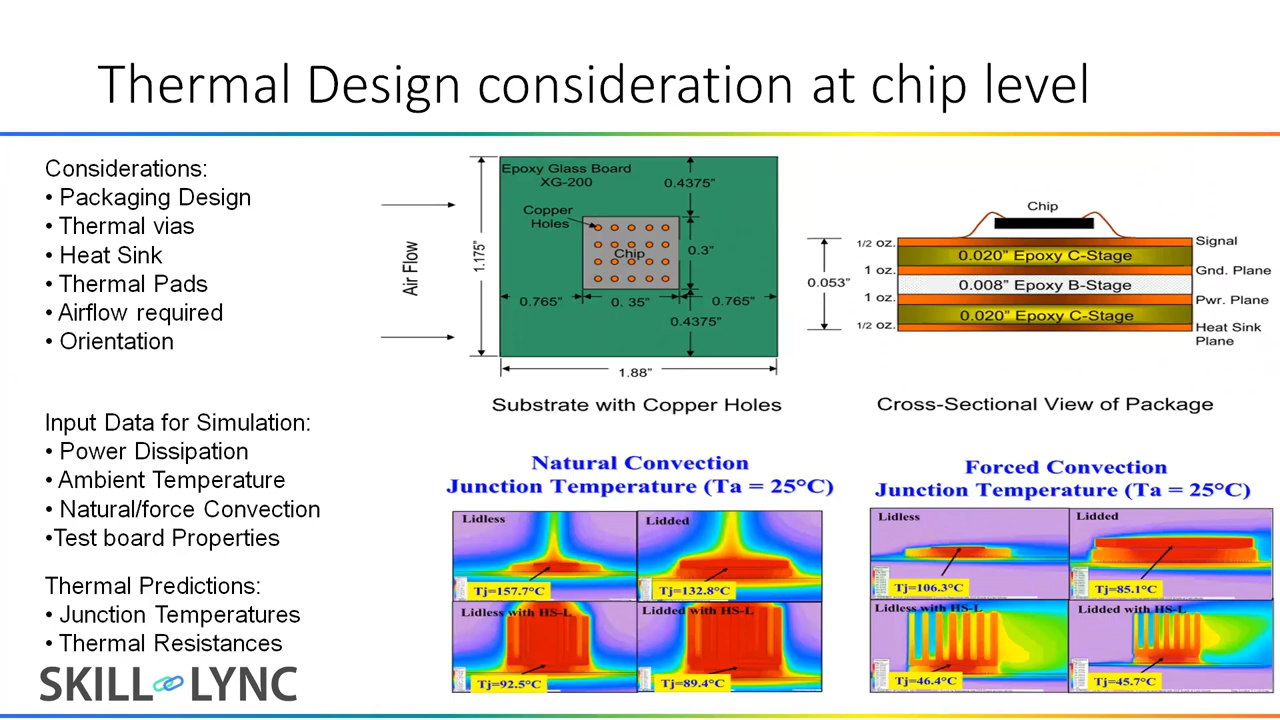 Thermal Design consideration at chip level
Considerations:
• Packaging Design
• Thermal vias
• Heat Sink
• Thermal Pads
• Airflow required
• Orientation
Input Data for Simulation:
• Power Dissipation
• Ambient Temperature
• Natural/force Convection
•Test board Properties
Thermal Predictions:
• Junction Temperatures
• Thermal Resistances
SKILL LYNC
Air Flow
Epoxy Glass Board
XG-200
0.4375”
Copper
Holes
1.175”
Chip
0.3”
0.765”
0. 35”
0.765”
0.4375”
1.88”
Substrate with Copper Holes
Chip
1/2 oz.
Signal
0.020” Epoxy C-Stage
1 oz.
Gnd. Plane
0.053”
0.008” Epoxy B-Stage
1 oz.
Pwr. Plane
0.020” Epoxy C-Stage
1/2 oz.
Heat Sink
Plane
Cross-Sectional View of Package
Natural Convection
Junction Temperature (Ta = 25°C)
Lidless
Tj=157.7°C
Lidded
Tj=132.8°C
Lidless with HS-L
Tj=92.5°C
Lidded with HS-L
Tj=89.4°C
Forced Convection
Junction Temperature (Ta = 25°C)
Lidless
Tj=106.3°C
Lidded
Tj=85.1°C
Lidless with HS-L
Tj=46.4°C
Lidded with HS-L
Tj=45.7°C